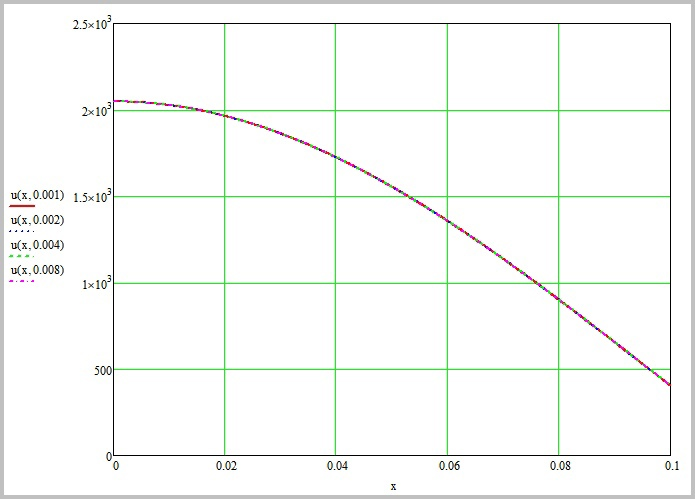 2.5×10³
2×10³
u(x, 0.001)
1.5×10³
u(x, 0.002)
u(x, 0.004)
u(x, 0.008)
1×10³
500
0
0 0.02 0.04 0.06 0.08 0.1
x